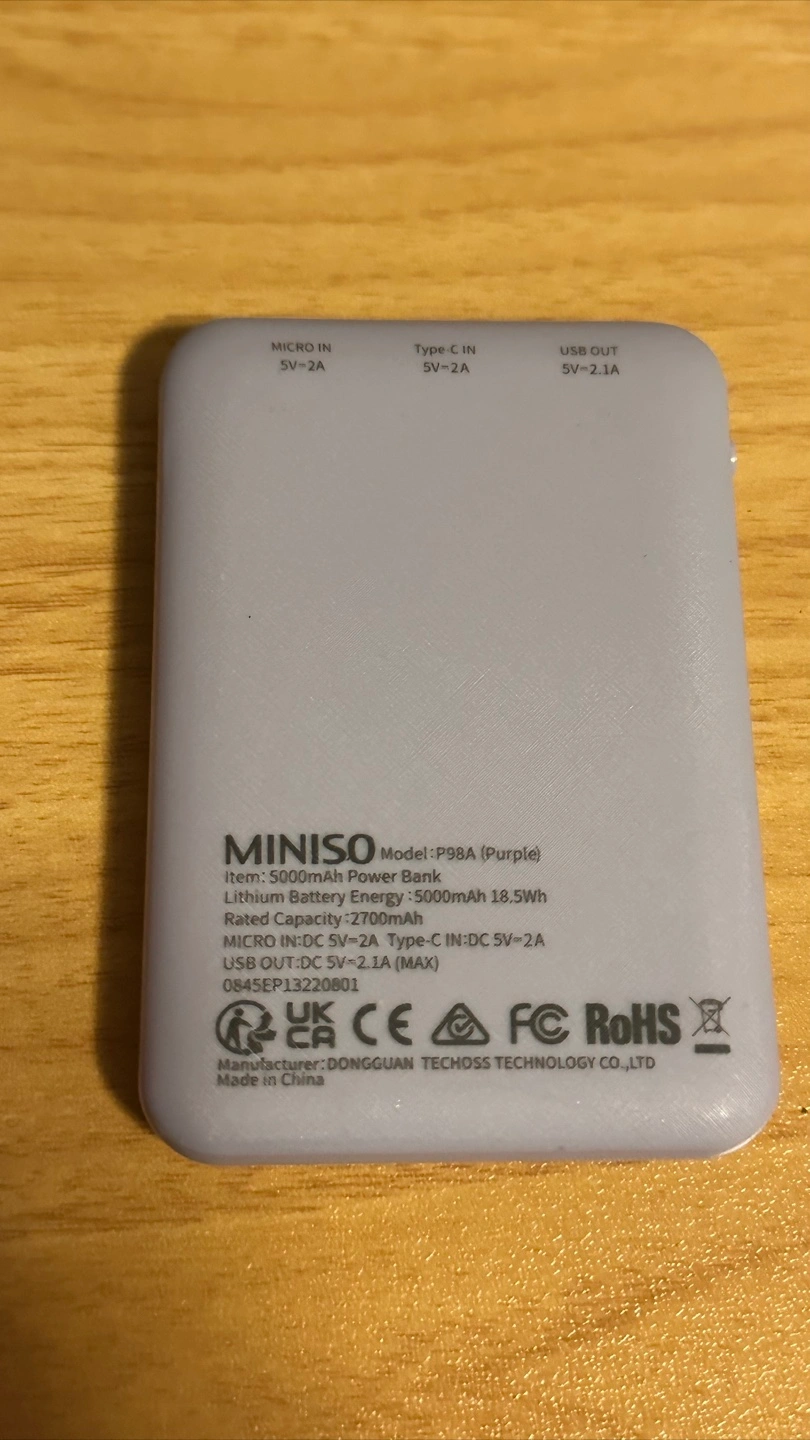 MICRO IN Type-C IN USB OUT
5V=2A 5V=2A 5V=2.1A
MINISO Model:P98A (Purple)
Item: 5000mAh Power Bank
Lithium Battery Energy :5000mAh 18.5Wh
Rated Capacity:2700mAh
MICRO IN:DC 5V=2A Type-C IN:DC 5V=2A
USB OUT:DC 5V=2.1A (MAX)
0845EP13220801
UK CA CE FC RoHS
Manufacturer:DONGGUAN TECHOSS TECHNOLOGY CO.,LTD
Made in China